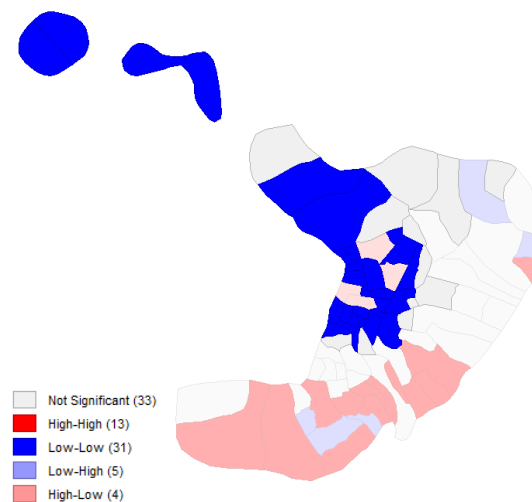 Not Significant (33)
High-High (13)
Low-Low (31)
Low-High (5)
High-Low (4)